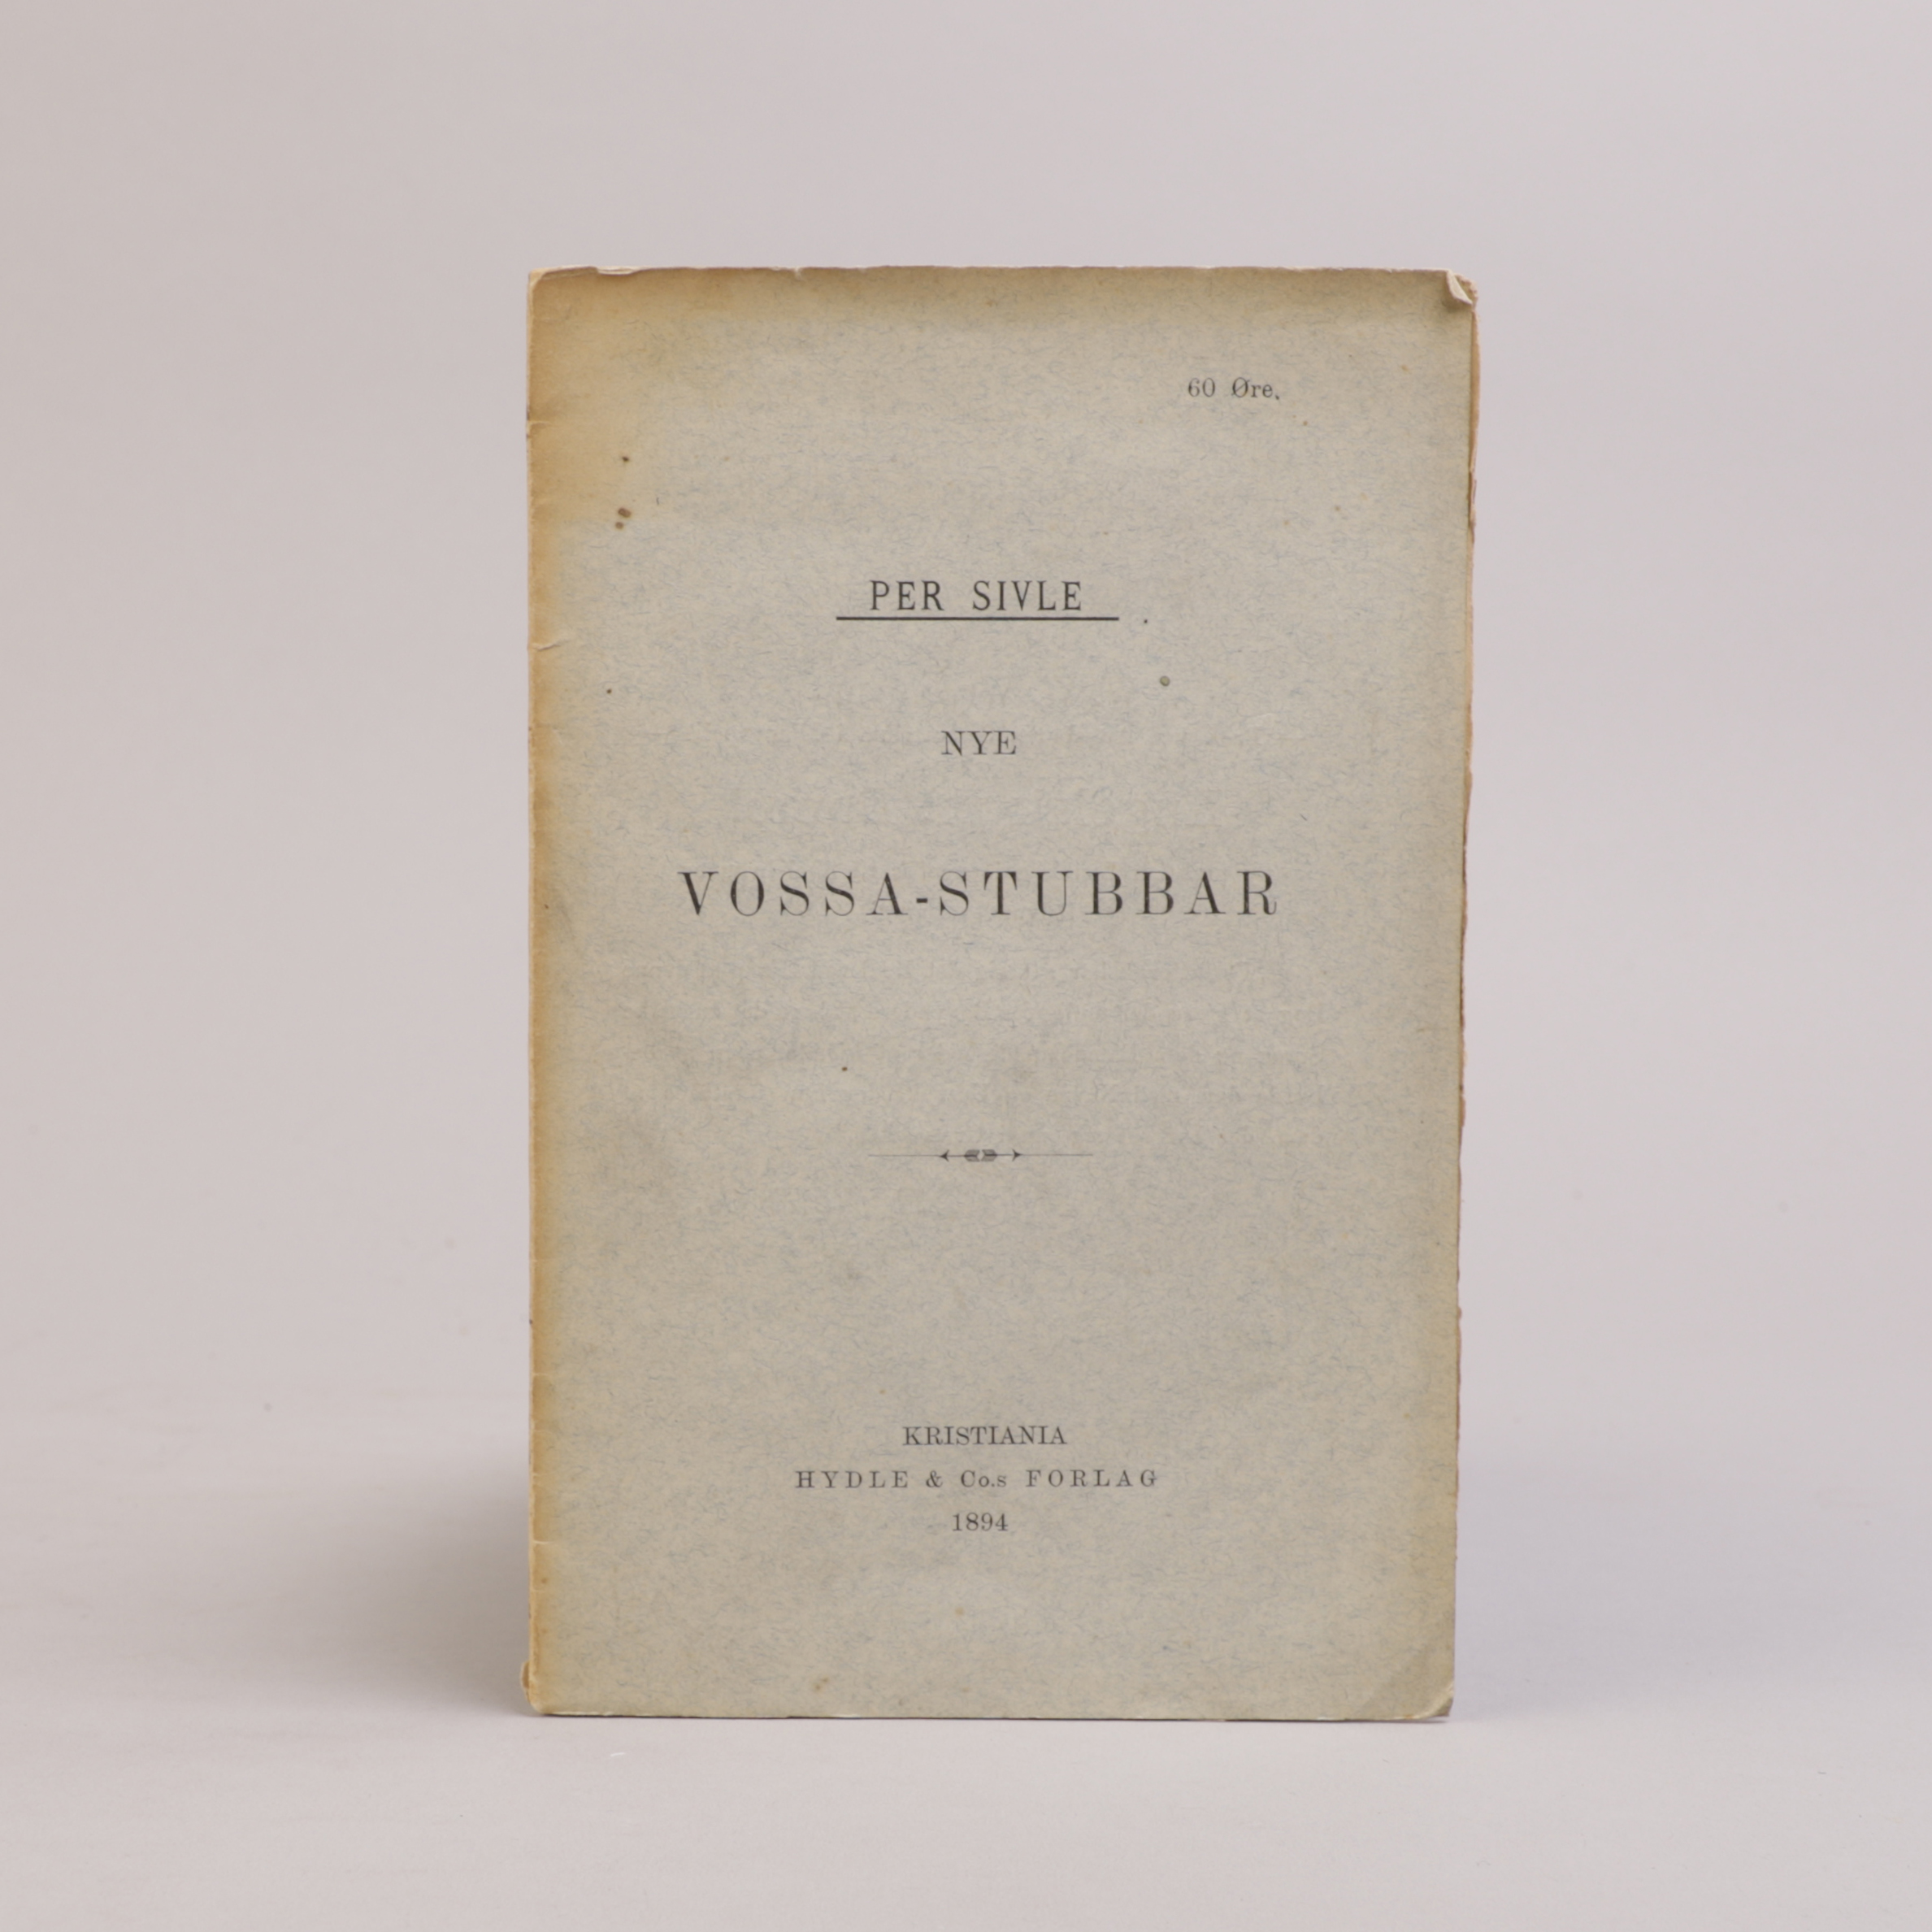 60 Øre.
PER SIVLE
NYE
VOSSA-STUBBAR
KRISTIANIA
HYDLE & Co.s FORLAG
1894